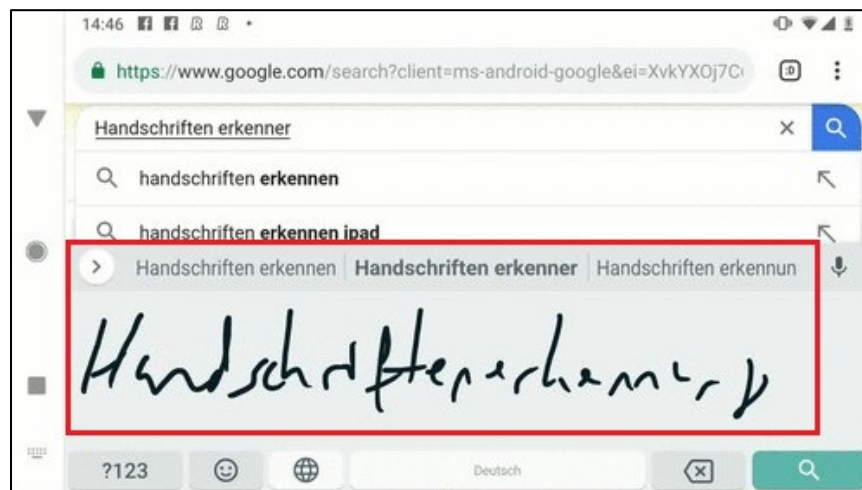 14:46
https://www.google.com/search?client=ms-android-google&ei=XvkYXOj7C
:D
Handschriften erkenner
handschriften erkennen
handschriften erkennen ipad
Handschriften erkennen Handschriften erkenner Handschriften erkennun
Handschriftenerkennung
?123 Deutsch